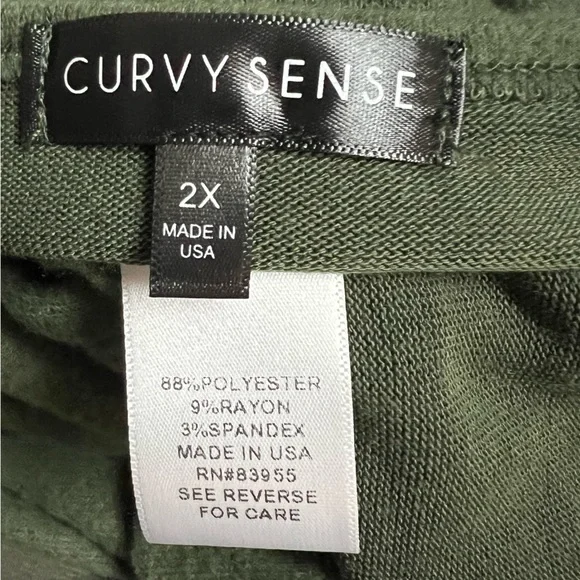 CURVY SENSE
2X
MADE IN
USA
88%POLYESTER
9%RAYON
3%SPANDEX
MADE IN USA
RN#83955
SEE REVERSE
FOR CARE